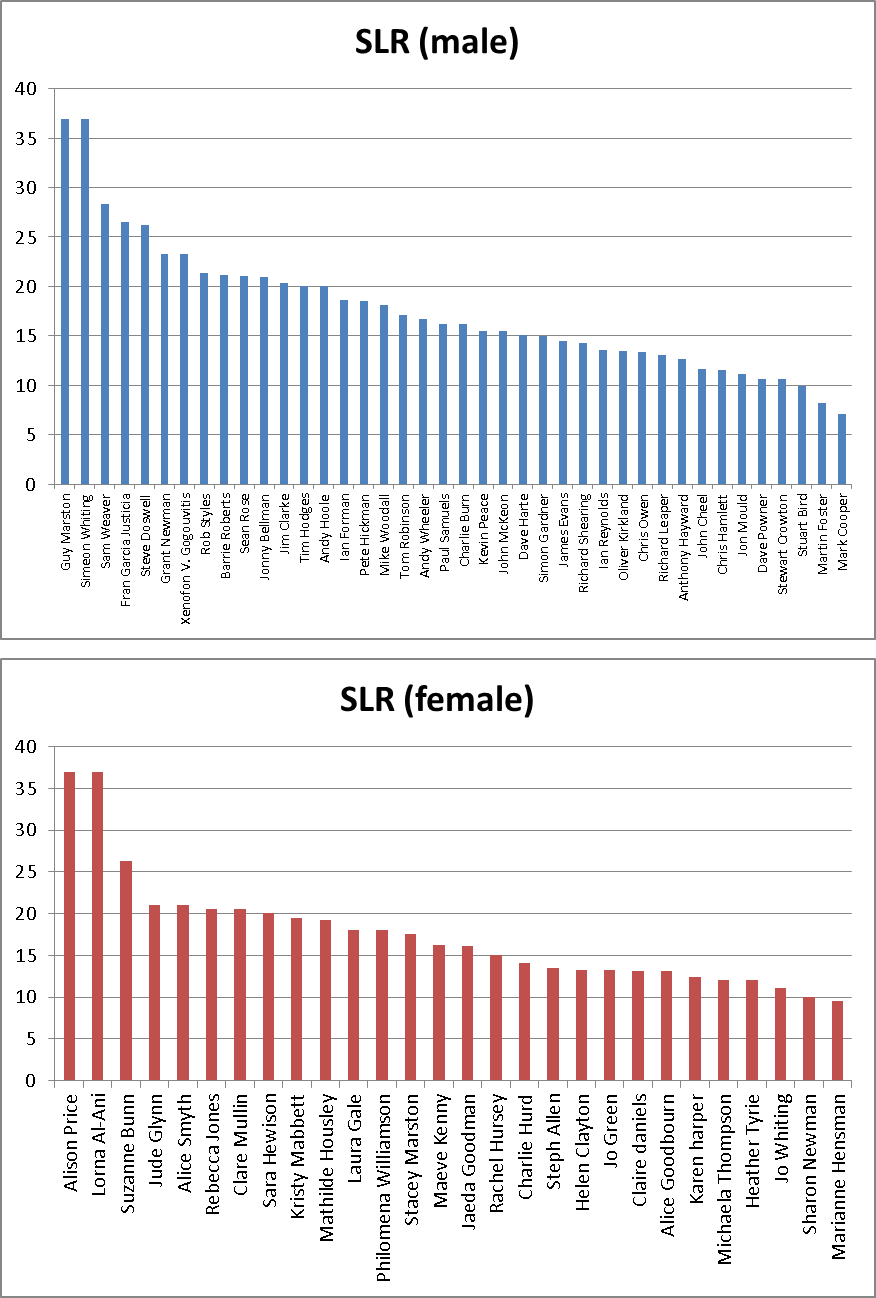 SLR (male)
40
35
30
25
20
15
10
5
0
Guy Marston
Simeon Whiting
Sam Weaver
Fran Garcia Justicia
Steve Doswell
Grant Newman
Xenofon V. Gogouvitis
Rob Styles
Barrie Roberts
Sean Rose
Jonny Bellman
Jim Clarke
Tim Hodges
Andy Hoole
Ian Forman
Pete Hickman
Mike Woodall
Tom Robinson
Andy Wheeler
Paul Samuels
Charlie Burn
Kevin Peace
John McKeon
Dave Harte
Simon Gardner
James Evans
Richard Shearing
Ian Reynolds
Oliver Kirkland
Chris Owen
Richard Leaper
Anthony Hayward
John Cheel
Chris Hamlett
Jon Mould
Dave Powner
Stewart Crowton
Stuart Bird
Martin Foster
Mark Cooper
SLR (female)
40
35
30
25
20
15
10
5
0
Alison Price
Lorna Al-Ani
Suzanne Bunn
Jude Glynn
Alice Smyth
Rebecca Jones
Clare Mullin
Sara Hewison
Kristy Mabbett
Mathilde Housley
Laura Gale
Philomena Williamson
Stacey Marston
Maeve Kenny
Jaeda Goodman
Rachel Hursey
Charlie Hurd
Steph Allen
Helen Clayton
Jo Green
Claire daniels
Alice Goodbourn
Karen harper
Michaela Thompson
Heather Tyrie
Jo Whiting
Sharon Newman
Marianne Hensman